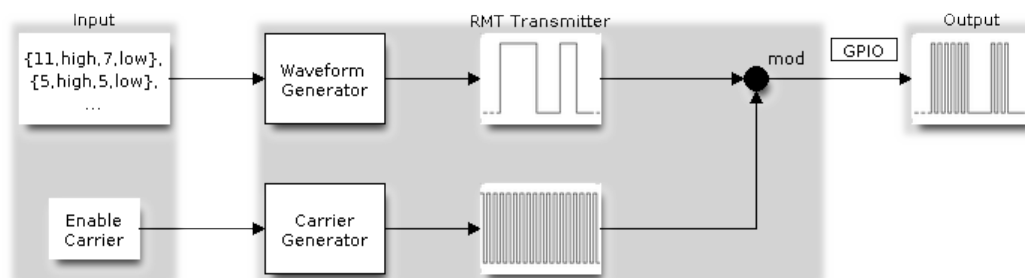 Input
RMT Transmitter
Output
{11,high,7,low},
{5,high,5,low},
...
Waveform
Generator
mod
GPIO
Enable
Carrier
Carrier
Generator